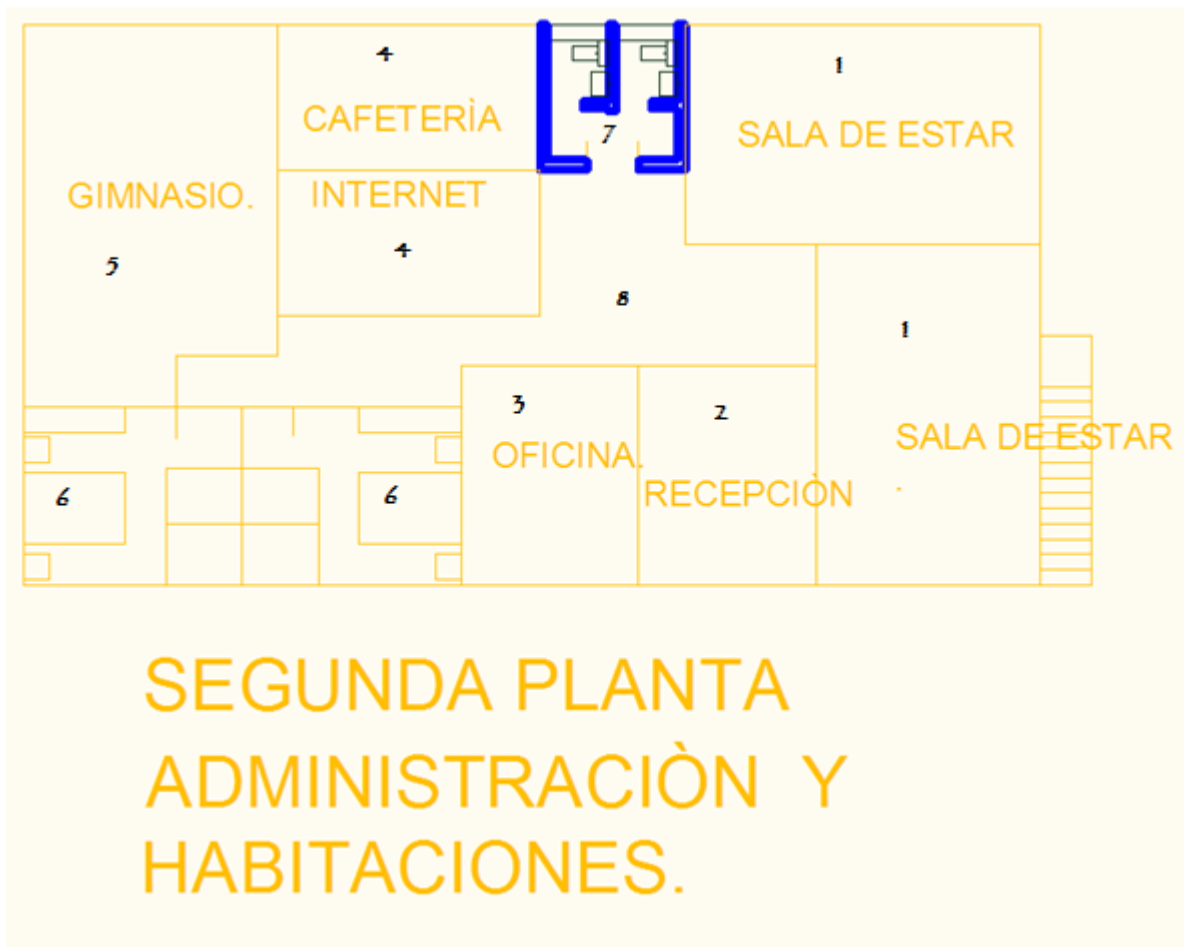 4
1
CAFETERÌA
7
SALA DE ESTAR
GIMNASIO.
INTERNET
4
5
8
1
3
2
SALA DE ESTAR
OFICINA.
6
6
RECEPCIÒN
.
SEGUNDA PLANTA
ADMINISTRACIÒN Y
HABITACIONES.